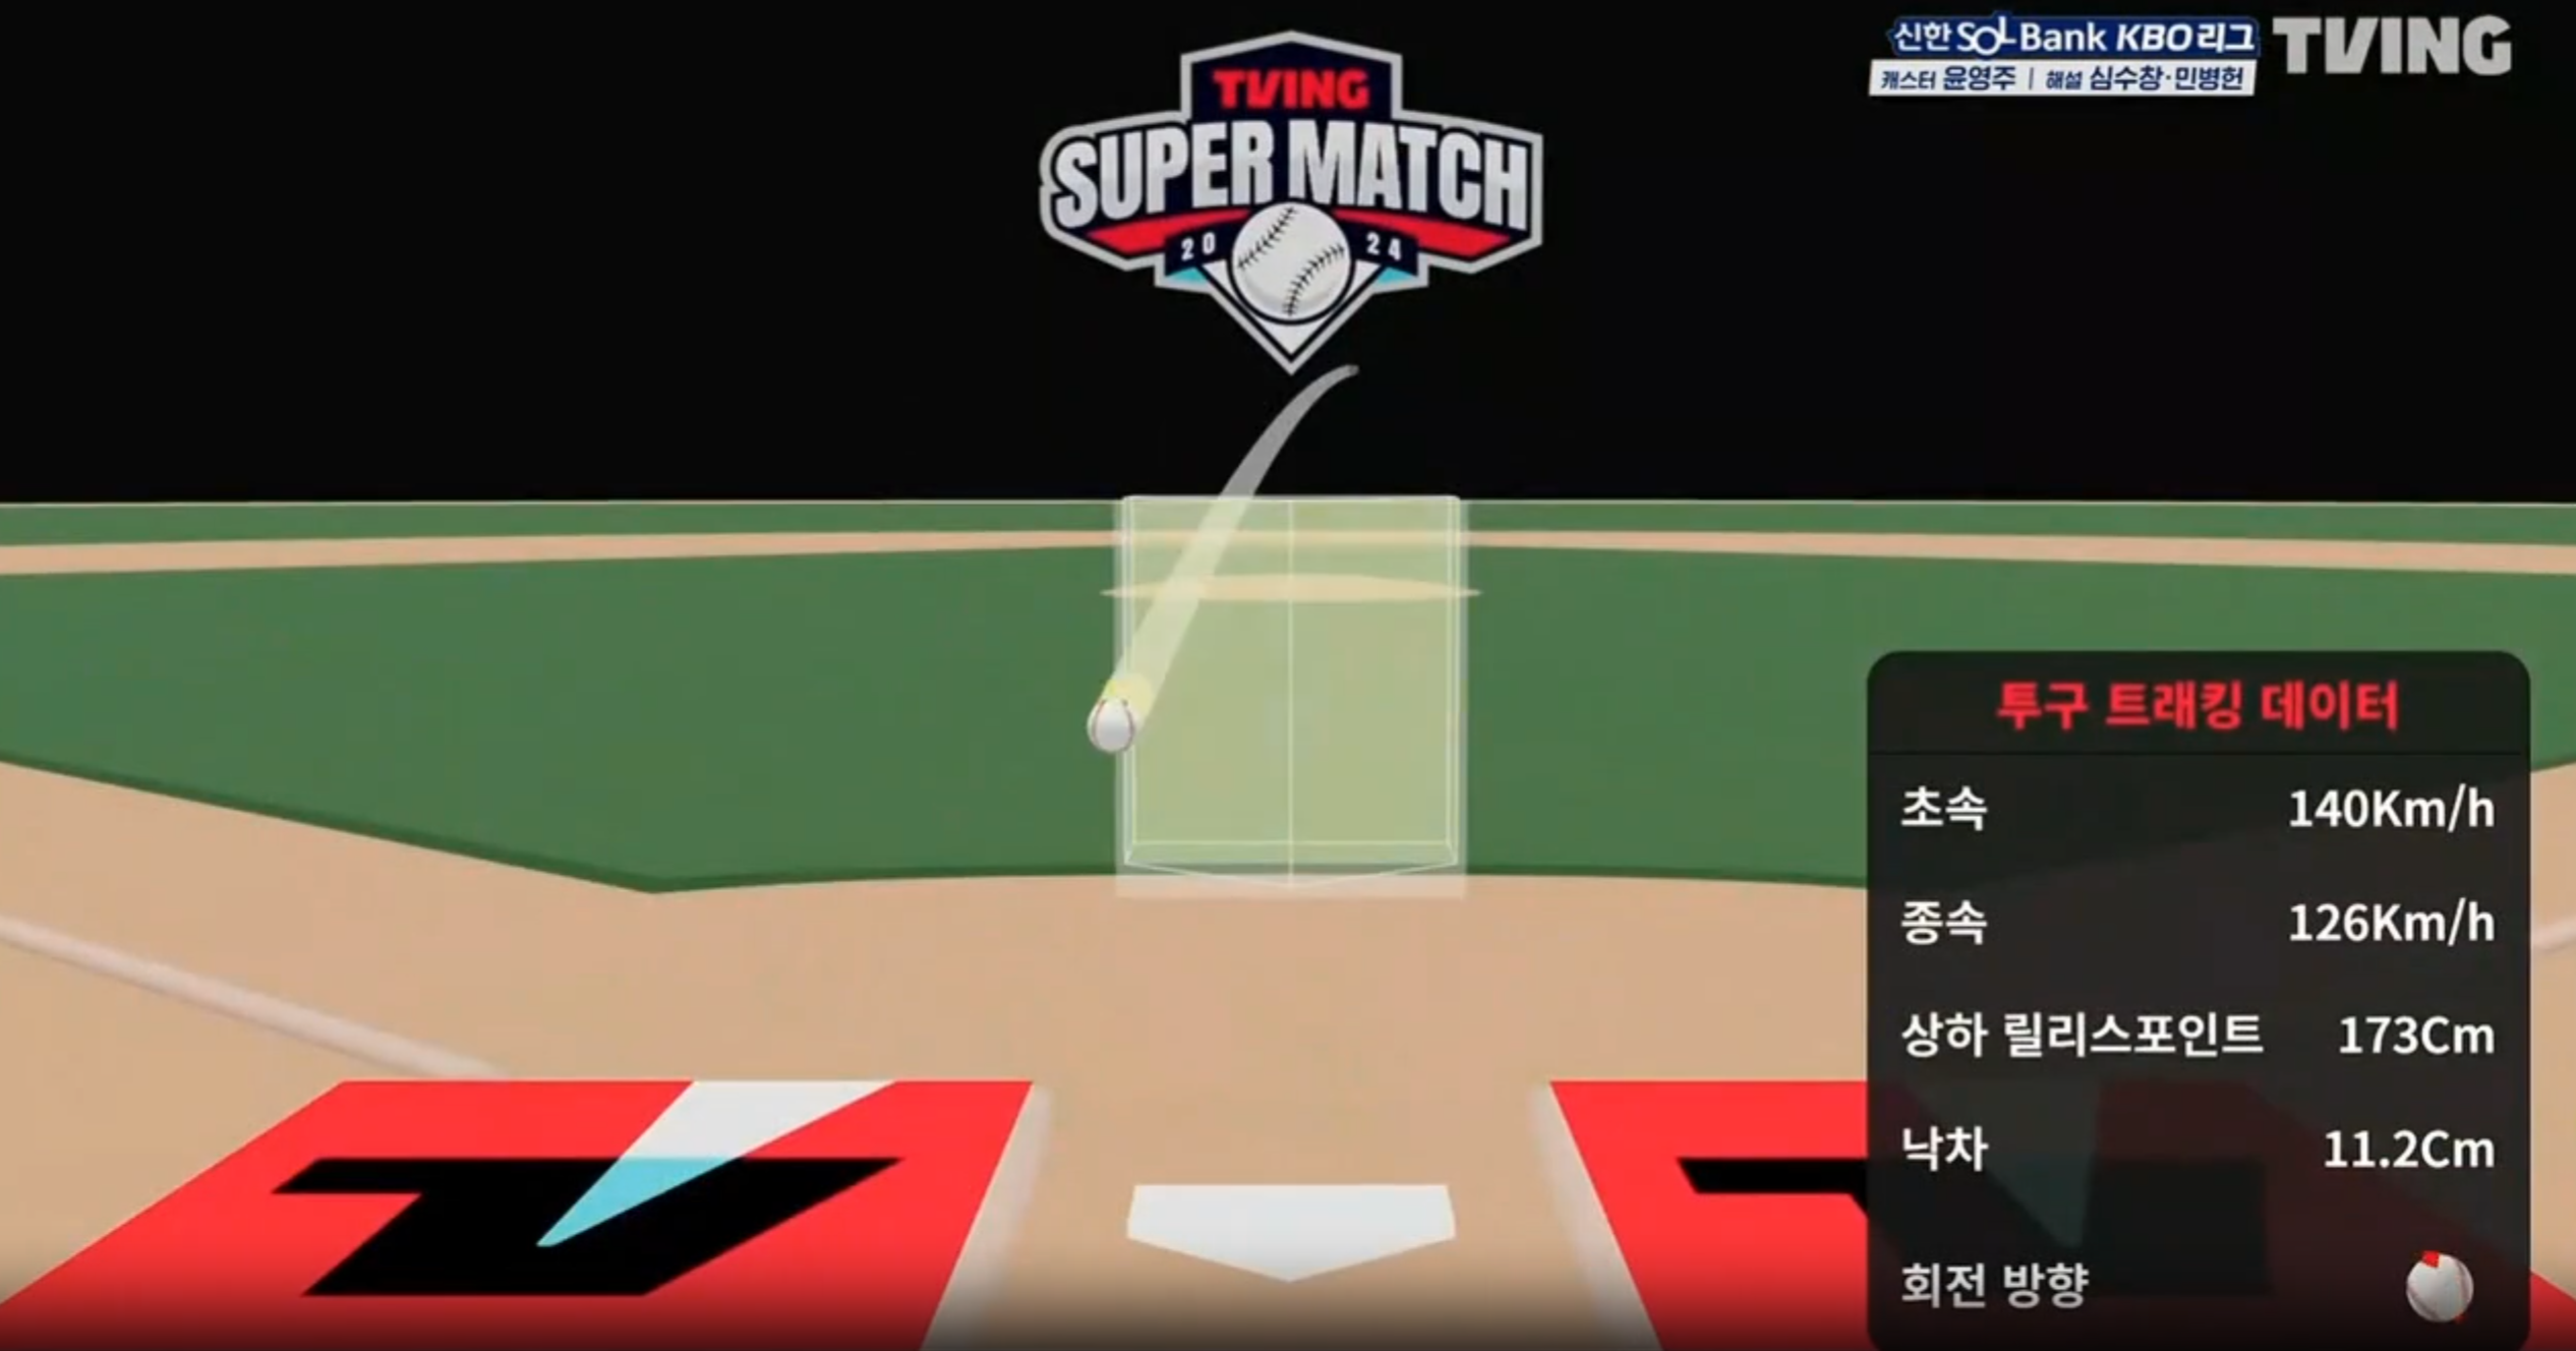 신한 SOL Bank KBO 리그
TVING
캐스터 윤영주 | 해설 심수창·민병헌
TVING
SUPER MATCH
20 24
투구 트래킹 데이터
초속 140Km/h
종속 126Km/h
상하 릴리스포인트 173Cm
낙차 11.2Cm
회전 방향